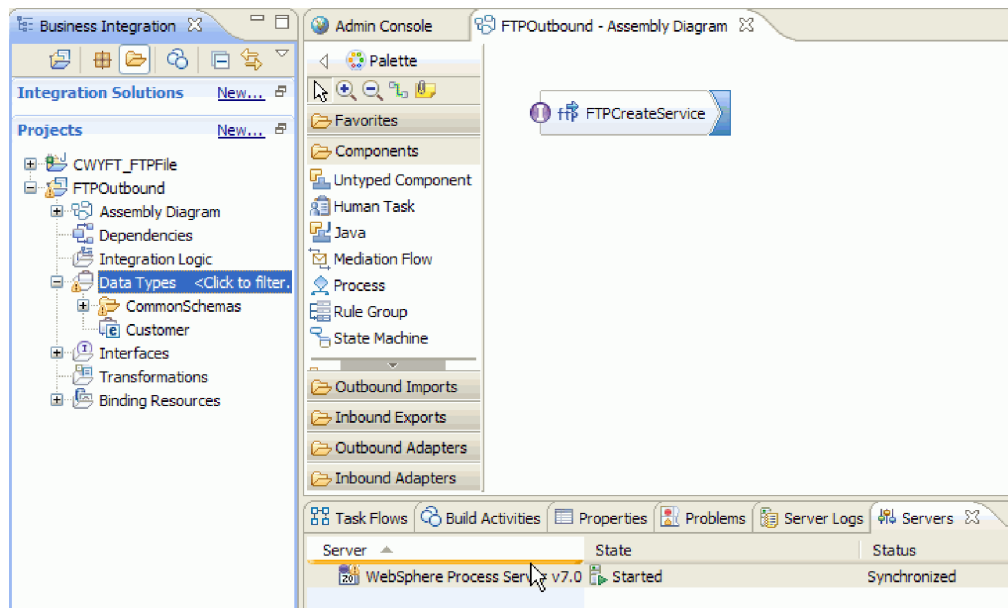 Business Integration
Integration Solutions New...
Projects New...
CWYFT_FTPFile
FTPOutbound
Assembly Diagram
Dependencies
Integration Logic
Data Types <Click to filter.
CommonSchemas
Customer
Interfaces
Transformations
Binding Resources
Admin Console
FTPOutbound - Assembly Diagram
Palette
Favorites
Components
Untyped Component
Human Task
Java
Mediation Flow
Process
Rule Group
State Machine
Outbound Imports
Inbound Exports
Outbound Adapters
Inbound Adapters
FTPCreateService
Task Flows Build Activities Properties Problems Server Logs Servers
Server State Status
WebSphere Process v7.0 Started Synchronized